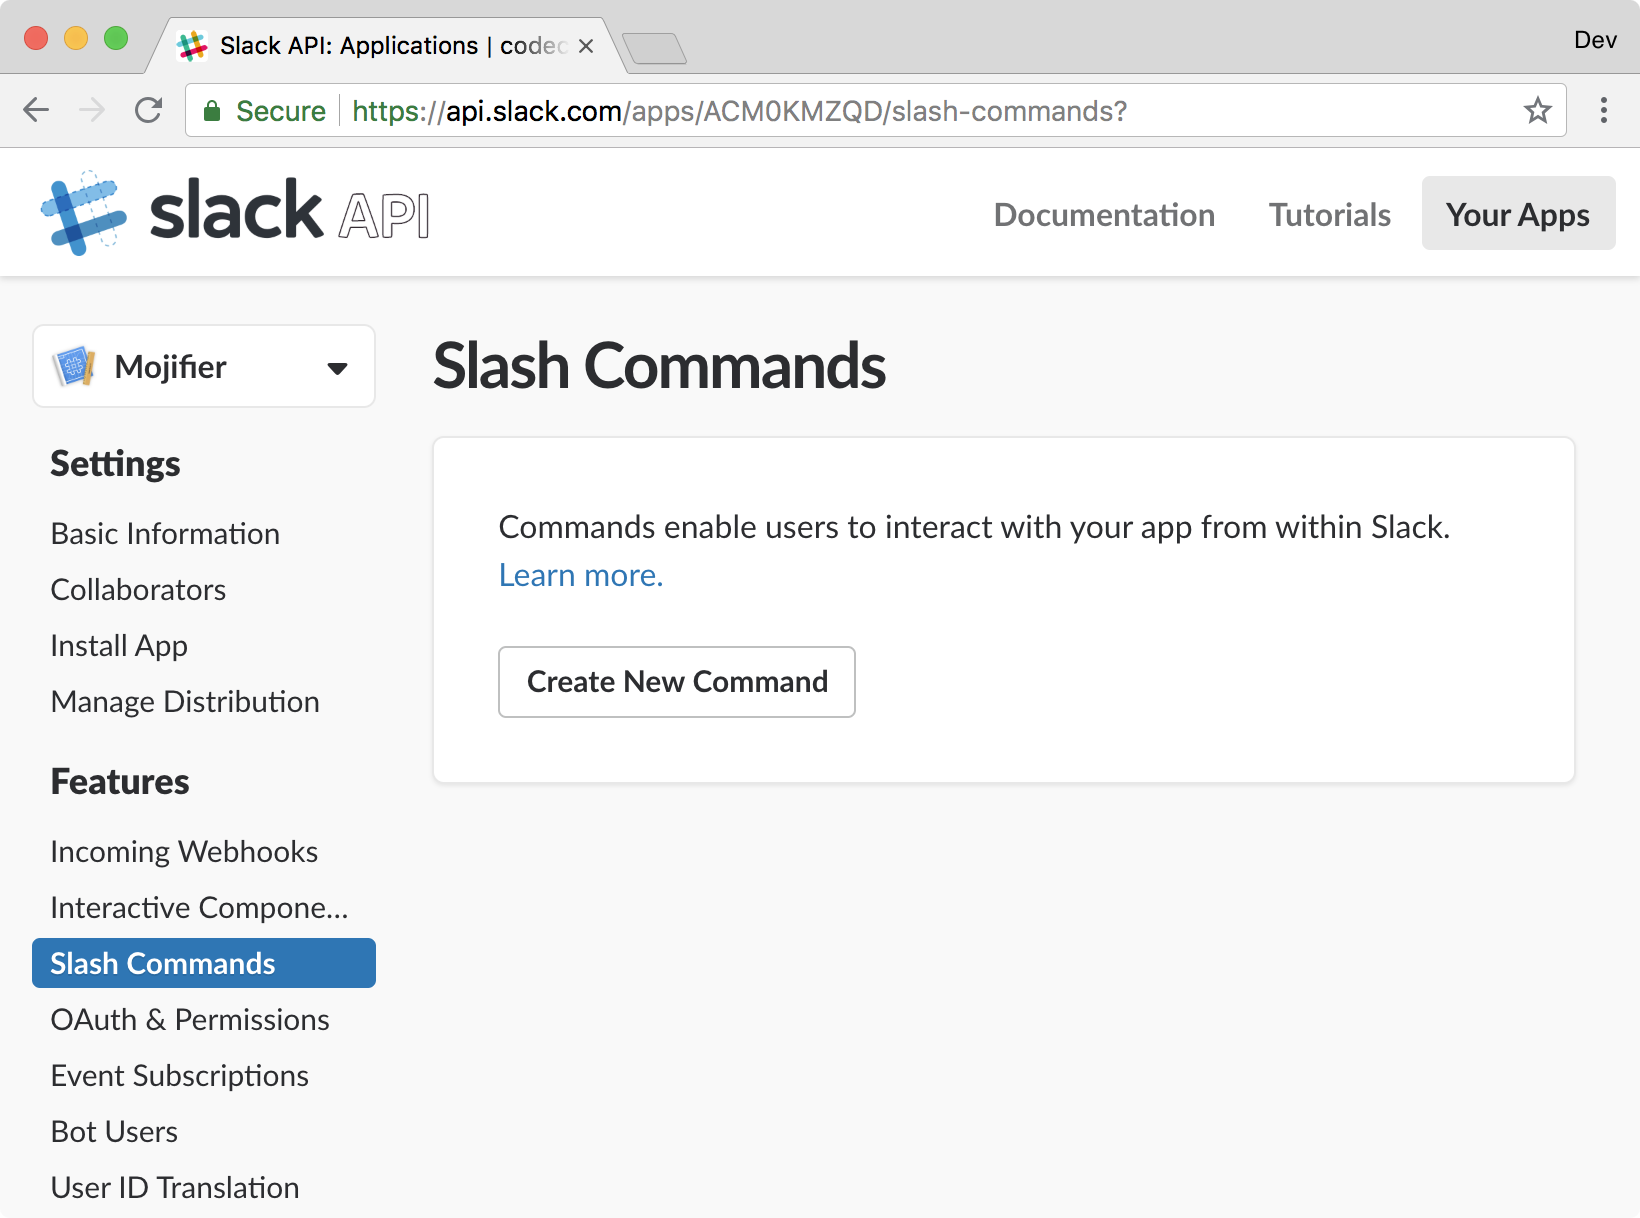 Slack API: Applications | codec
Dev
Secure https://api.slack.com/apps/ACM0KMZQD/slash-commands?
slack API
Documentation Tutorials Your Apps
Mojifier
Settings
Basic Information
Collaborators
Install App
Manage Distribution
Features
Incoming Webhooks
Interactive Compone...
Slash Commands
OAuth & Permissions
Event Subscriptions
Bot Users
User ID Translation
Slash Commands
Commands enable users to interact with your app from within Slack.
Learn more.
Create New Command